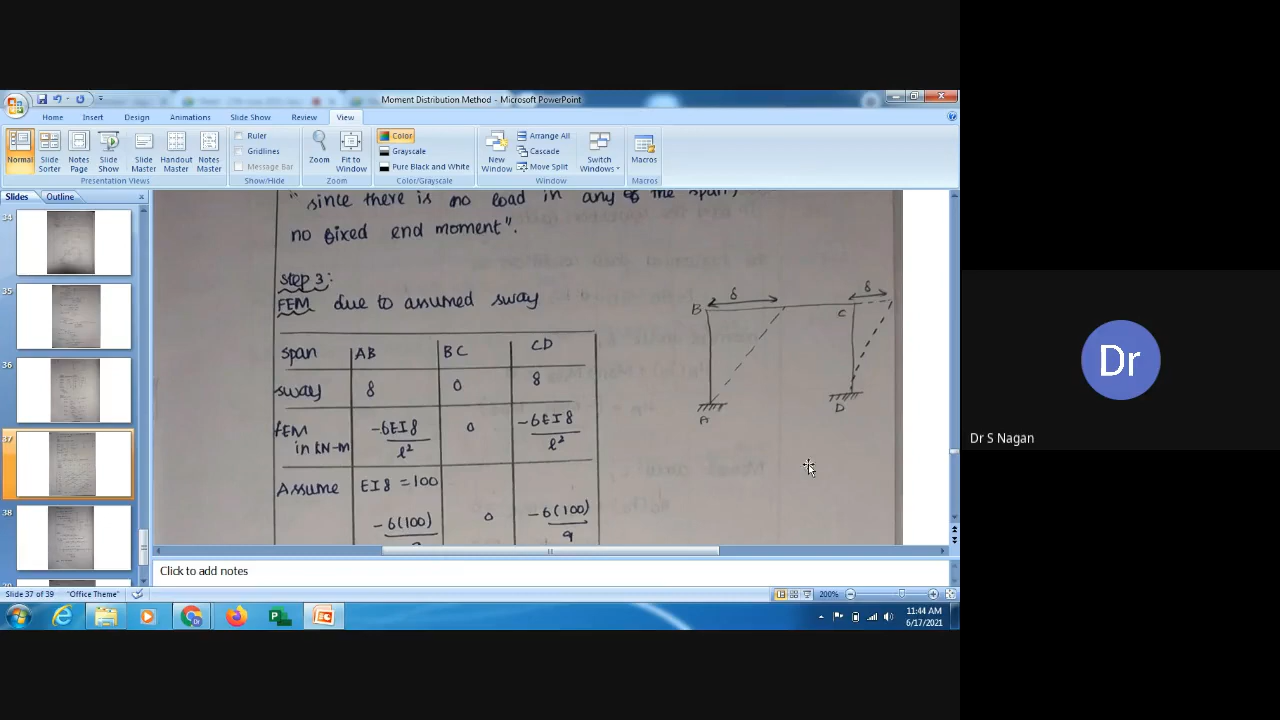 Moment Distribution Method - Microsoft PowerPoint
Home Insert Design Animations Slide Show Review View
Normal Slide Sorter Notes Page Slide Show Slide Master Handout Master Notes Master
Presentation Views
Ruler
Gridlines
Message Bar
Show/Hide
Zoom Fit to Window
Zoom
Color
Grayscale
Pure Black and White
Color/Grayscale
New Window
Arrange All
Cascade
Move Split
Switch Windows
Window
Macros
Macros
Slides Outline
34
35
36
37
38
"since there is no load in any of the span,
no fixed end moment".
Step 3:
FEM due to assumed sway
span AB BC CD
sway δ 0 δ
FEM in kN-m -6EIδ/l² 0 -6EIδ/l²
Assume EIδ = 100
-6(100) 0 -6(100)/9
B δ C δ
A D
Click to add notes
Slide 37 of 39 "Office Theme" 200%
11:44 AM
6/17/2021
Dr
Dr S Nagan